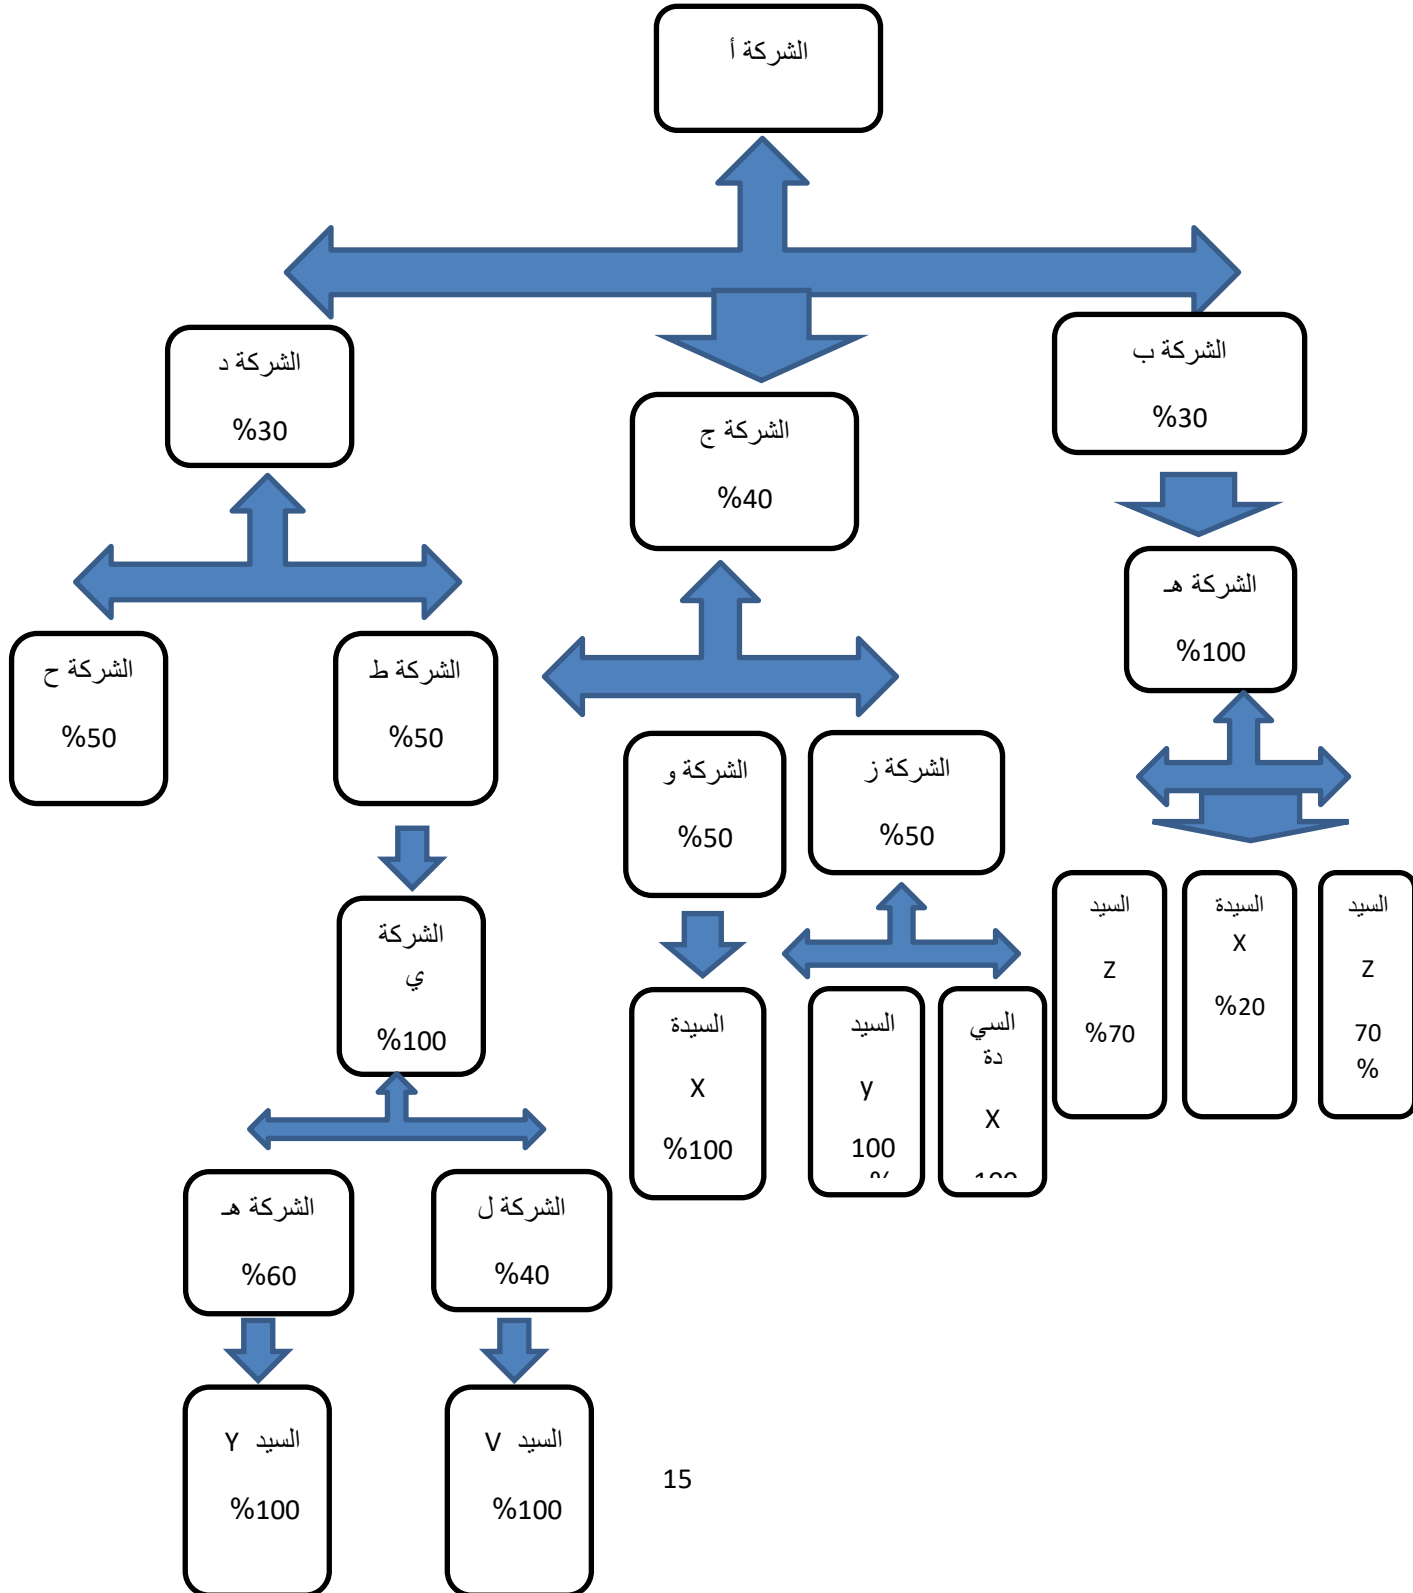 الشركة أ
الشركة ب
%30
الشركة ج
%40
الشركة د
%30
الشركة هـ
%100
الشركة ز
%50
الشركة و
%50
الشركة ط
%50
الشركة ح
%50
السيد
Z
70
%
السيدة
X
%20
السيد
Z
%70
السي
دة
X
100
السيد
y
100
%
السيدة
X
%100
الشركة
ي
%100
الشركة ل
%40
الشركة هـ
%60
السيد V
%100
السيد Y
%100
15